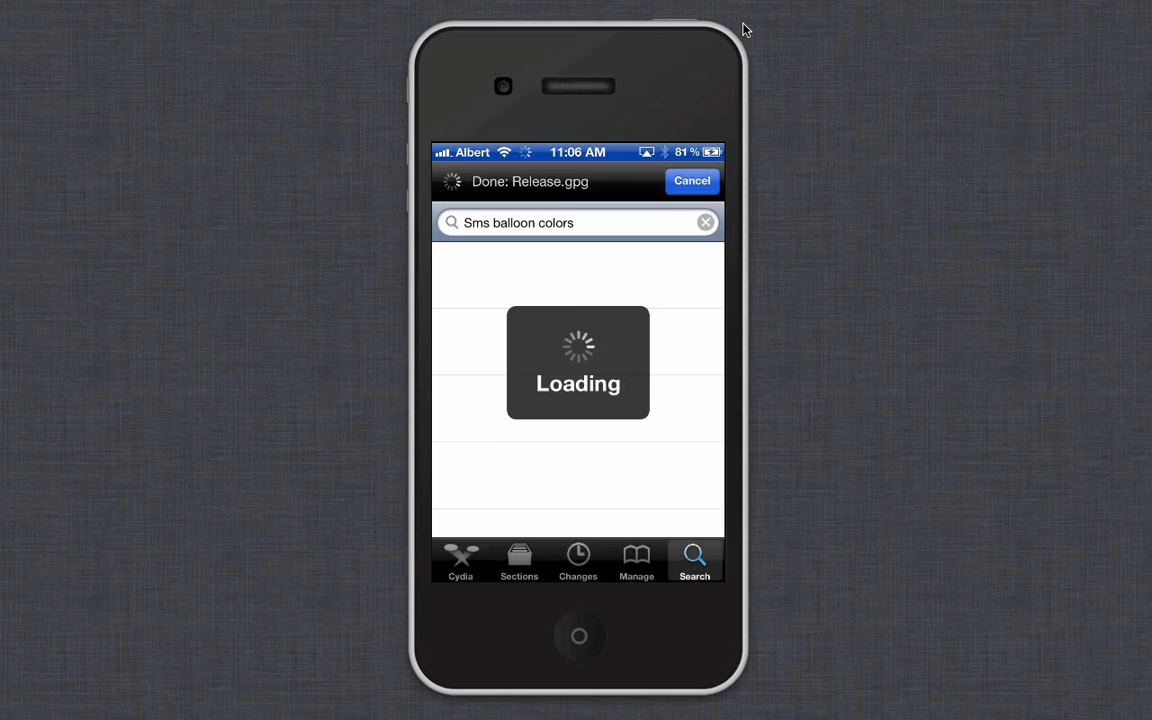 Albert 11:06 AM 81 %
Done: Release.gpg Cancel
Sms balloon colors
Loading
Cydia Sections Changes Manage Search